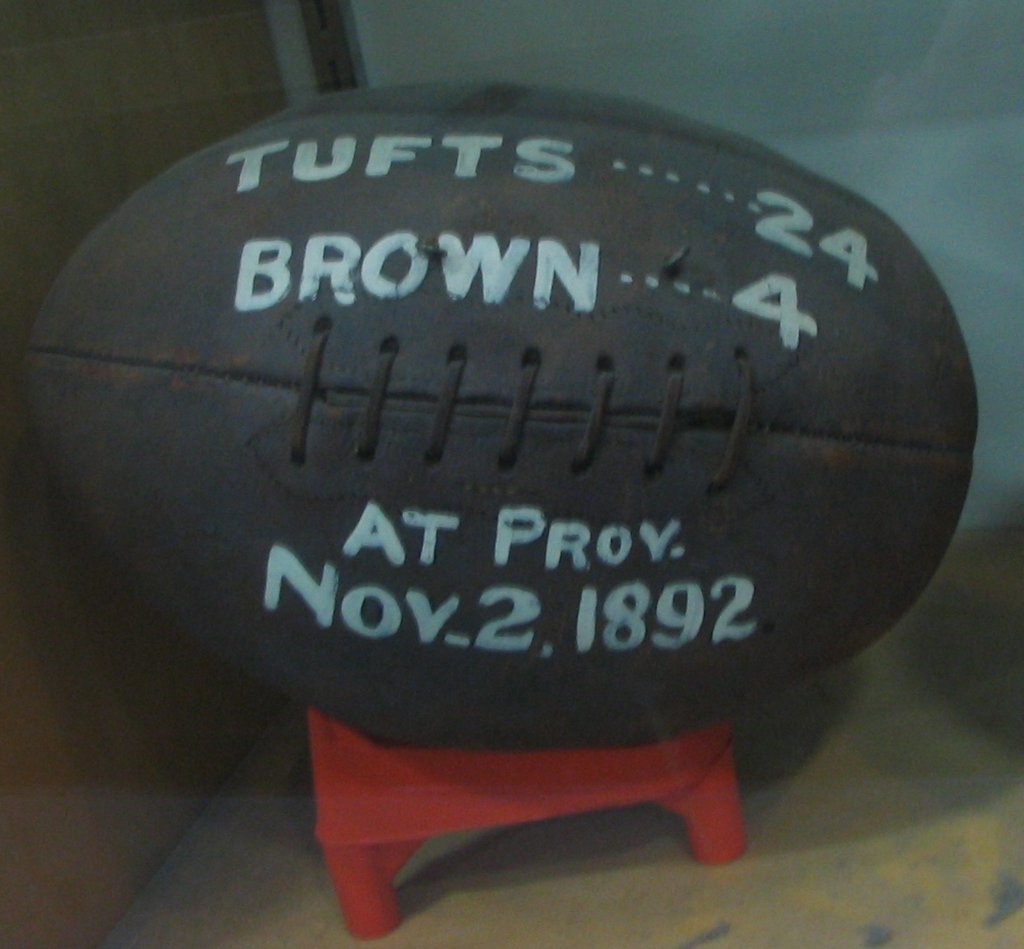 TUFTS ...... 24
BROWN ..... 4
AT PROV.
NOV. 2, 1892